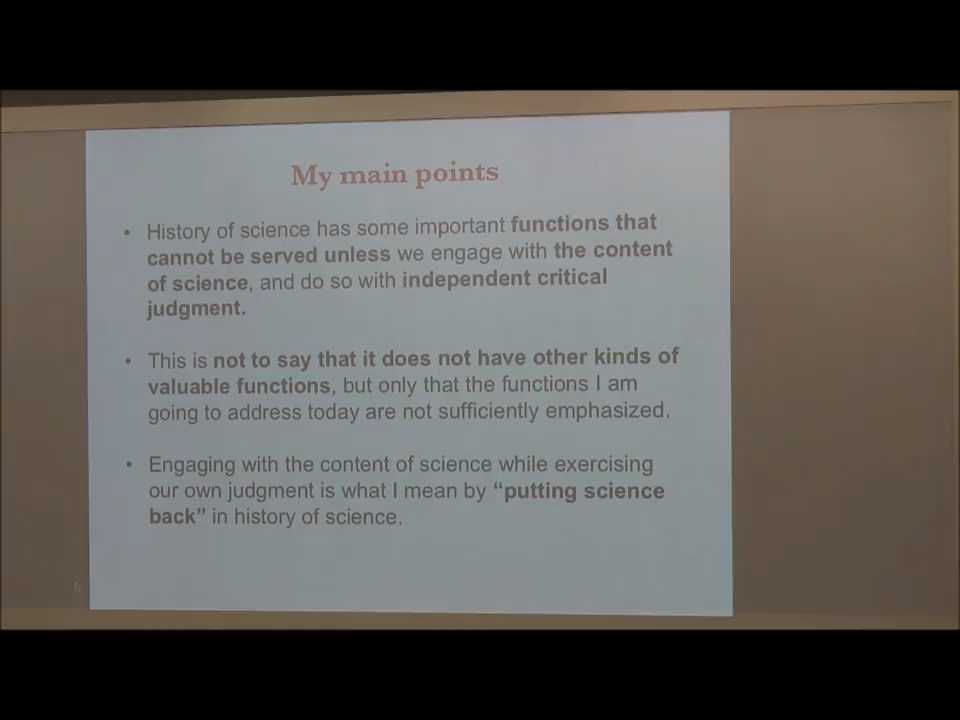 My main points
• History of science has some important functions that
cannot be served unless we engage with the content
of science, and do so with independent critical
judgment.
• This is not to say that it does not have other kinds of
valuable functions, but only that the functions I am
going to address today are not sufficiently emphasized.
• Engaging with the content of science while exercising
our own judgment is what I mean by “putting science
back” in history of science.